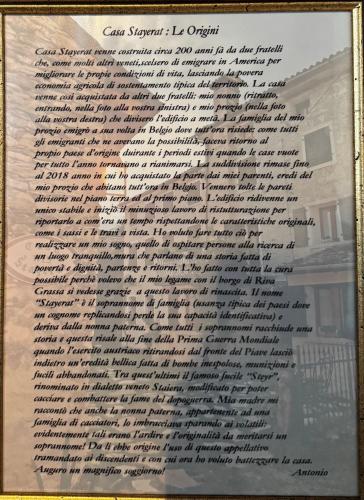 Casa Stayerat : Le Origini
Casa Stayerat venne costruita circa 200 anni fà da due fratelli
che, come molti altri veneti,scelsero di emigrare in America per
migliorare le propie condizioni di vita, lasciando la povera
economia agricola di sostentamento tipica del territorio. La casa
venne così acquistata da altri due fratelli: mio nonno (ritratto,
entrando, nella foto alla vostra sinistra) e mio prozio (nella foto
alla vostra destra) che divisero l'edificio a metà. La famiglia del mio
prozio emigrò a sua volta in Belgio dove tutt'ora risiede; come tutti
gli emigranti che ne avevano la possibilità,faceva ritorno al
proprio paese d'origine durante i periodi estivi quando le case vuote
per tutto l'anno tornavano a rianimarsi. La suddivisione rimase fino
al 2018 anno in cui ho acquistato la parte dai miei parenti, eredi del
mio prozio che abitano tutt'ora in Belgio. Vennero tolte le pareti
divisorie nel piano terra ed al primo piano. L'edificio ridivenne un
unico stabile e iniziò il minuzioso lavoro di ristutturazione per
riportarlo a com'era un tempo rispettandone le caratteristiche originali,
come i sassi e le travi a vista. Ho voluto fare tutto ciò per
realizzare un mio sogno, quello di ospitare persone alla ricerca di
un luogo tranquillo,mura che parlano di una storia fatta di
povertà e dignità, partenze e ritorni. L'ho fatto con tutta la cura
possibile perchè volevo che il mio legame con il borgo di Riva
Grassa si vedesse grazie a questo lavoro di rinascita. Il nome
"Stayerat" è il soprannome di famiglia (usanza tipica dei paesi dove
un cognome replicandosi perde la sua capacità identificativa) e
deriva dalla nonna paterna. Come tutti i soprannomi racchiude una
storia e questa risale alla fine della Prima Guerra Mondiale
quando l'esercito austriaco ritirandosi dal fronte del Piave lasciò
indietro un'eredità bellica fatta di bombe inesplose, munizioni e
fucili abbandonati. Tra quest'ultimi il famoso fucile "Steyr",
rinominato in dialetto veneto Staiera, modificato per poter
cacciare e combattere la fame del dopoguerra. Mia madre mi
raccontò che anche la nonna paterna, appartenente ad una
famiglia di cacciatori, lo imbracciava sparando ai volatili:
evidentemente tali erano l'ardire e l'originalità da meritarsi un
soprannome! Da lì ebbe origine l'uso di questo appellativo
tramandato ai discendenti e con cui ora ho voluto battezzare la casa.
Auguro un magnifico soggiorno! Antonio